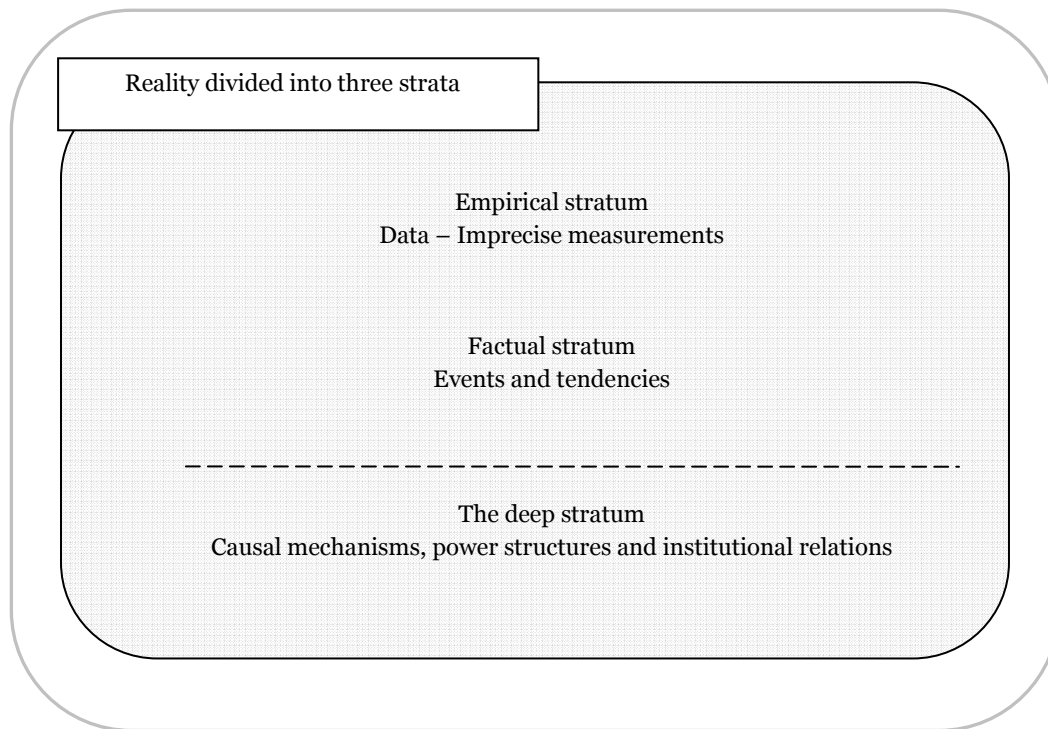 Reality divided into three strata
Empirical stratum
Data – Imprecise measurements
Factual stratum
Events and tendencies
The deep stratum
Causal mechanisms, power structures and institutional relations